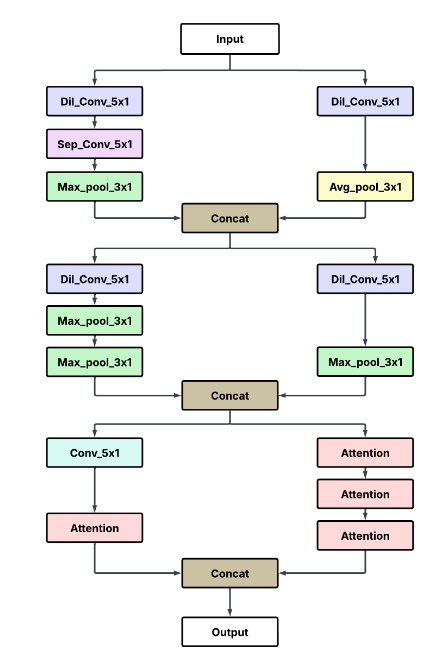 Input
Dil_Conv_5x1
Dil_Conv_5x1
Sep_Conv_5x1
Max_pool_3x1
Avg_pool_3x1
Concat
Dil_Conv_5x1
Dil_Conv_5x1
Max_pool_3x1
Max_pool_3x1
Max_pool_3x1
Concat
Conv_5x1
Attention
Attention
Attention
Attention
Concat
Output